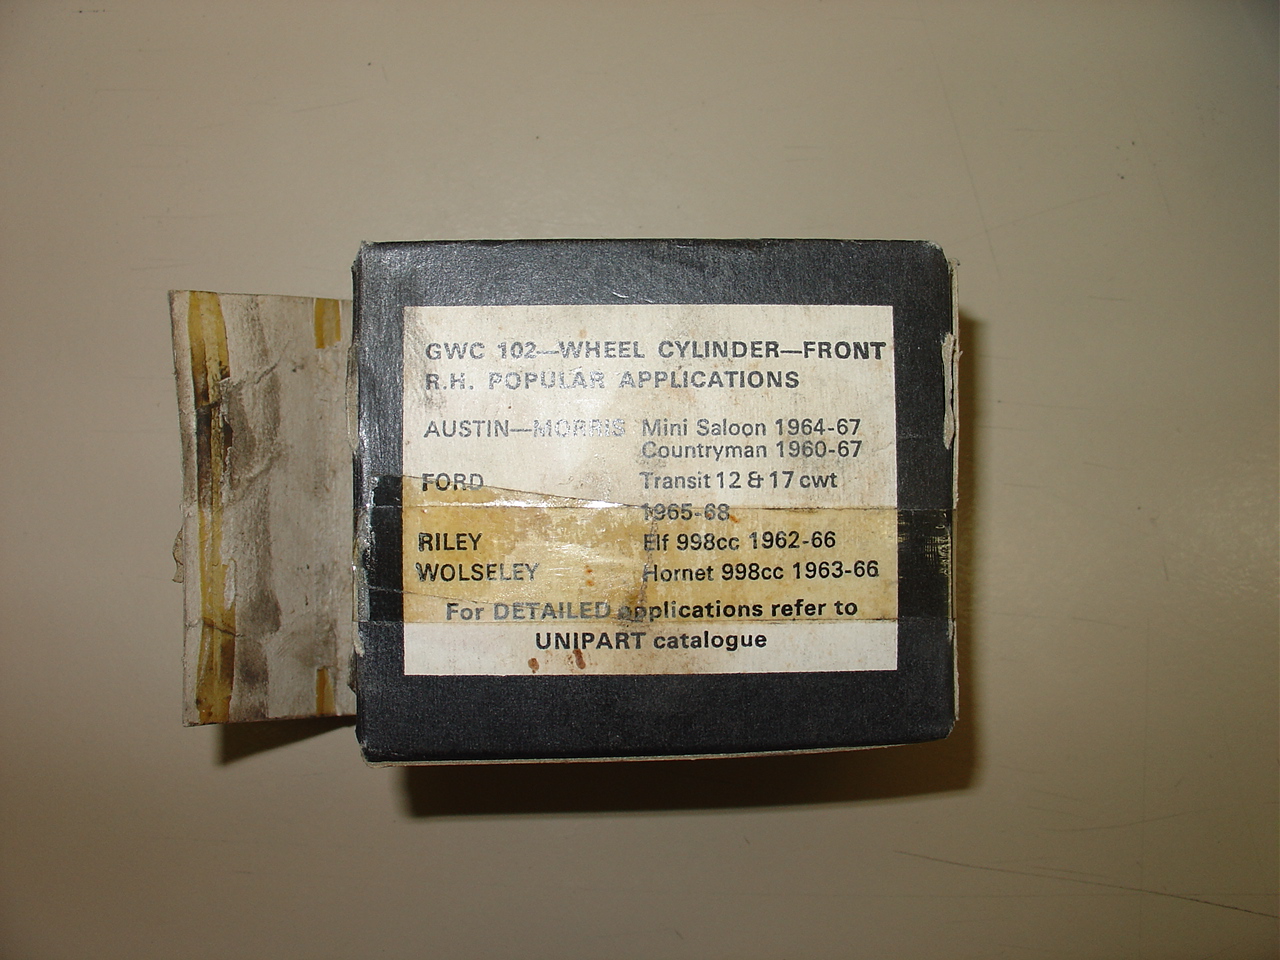 GWC 102—WHEEL CYLINDER—FRONT
R.H. POPULAR APPLICATIONS
AUSTIN—MORRIS Mini Saloon 1964-67
Countryman 1960-67
FORD Transit 12 & 17 cwt
1965-68
RILEY Elf 998cc 1962-66
WOLSELEY Hornet 998cc 1963-66
For DETAILED applications refer to
UNIPART catalogue